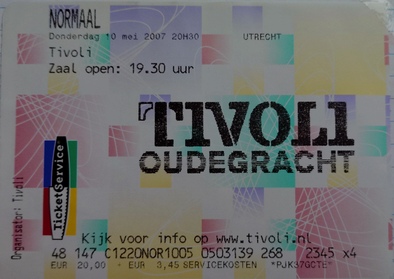 NORMAAL
Donderdag 10 mei 2007 20H30 UTRECHT
Tivoli
Zaal open: 19.30 uur
TIVOLI
OUDEGRACHT
TicketService
Organisator: Tivoli
Kijk voor info op www.tivoli.nl
48 147 C1220NOR1005 0503139 268 2345 x4
EUR 20,00 - EUR 3,45 SERVICEKOSTEN *PJK37GCTE*